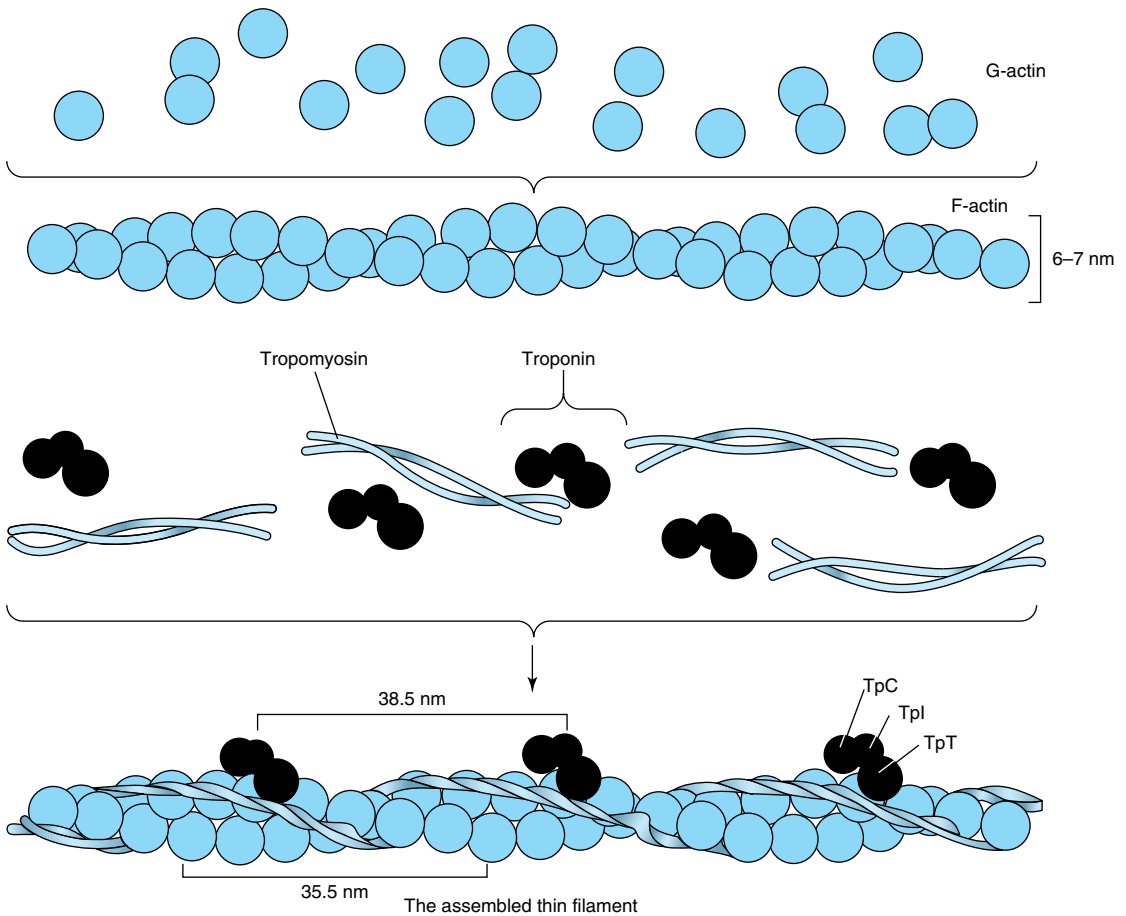 G-actin
F-actin
6–7 nm
Tropomyosin
Troponin
TpC
38.5 nm
TpI
TpT
35.5 nm
The assembled thin filament